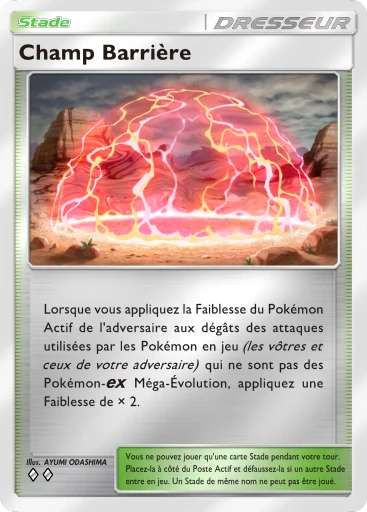 Stade
DRESSEUR
Champ Barrière
Lorsque vous appliquez la Faiblesse du Pokémon
Actif de l'adversaire aux dégâts des attaques
utilisées par les Pokémon en jeu (les vôtres et
ceux de votre adversaire) qui ne sont pas des
Pokémon-ex Méga-Évolution, appliquez une
Faiblesse de × 2.
Illus. AYUMI ODASHIMA
Vous ne pouvez jouer qu'une carte Stade pendant votre tour.
Placez-la à côté du Poste Actif et défaussez-la si un autre Stade
entre en jeu. Un Stade de même nom ne peut pas être joué.